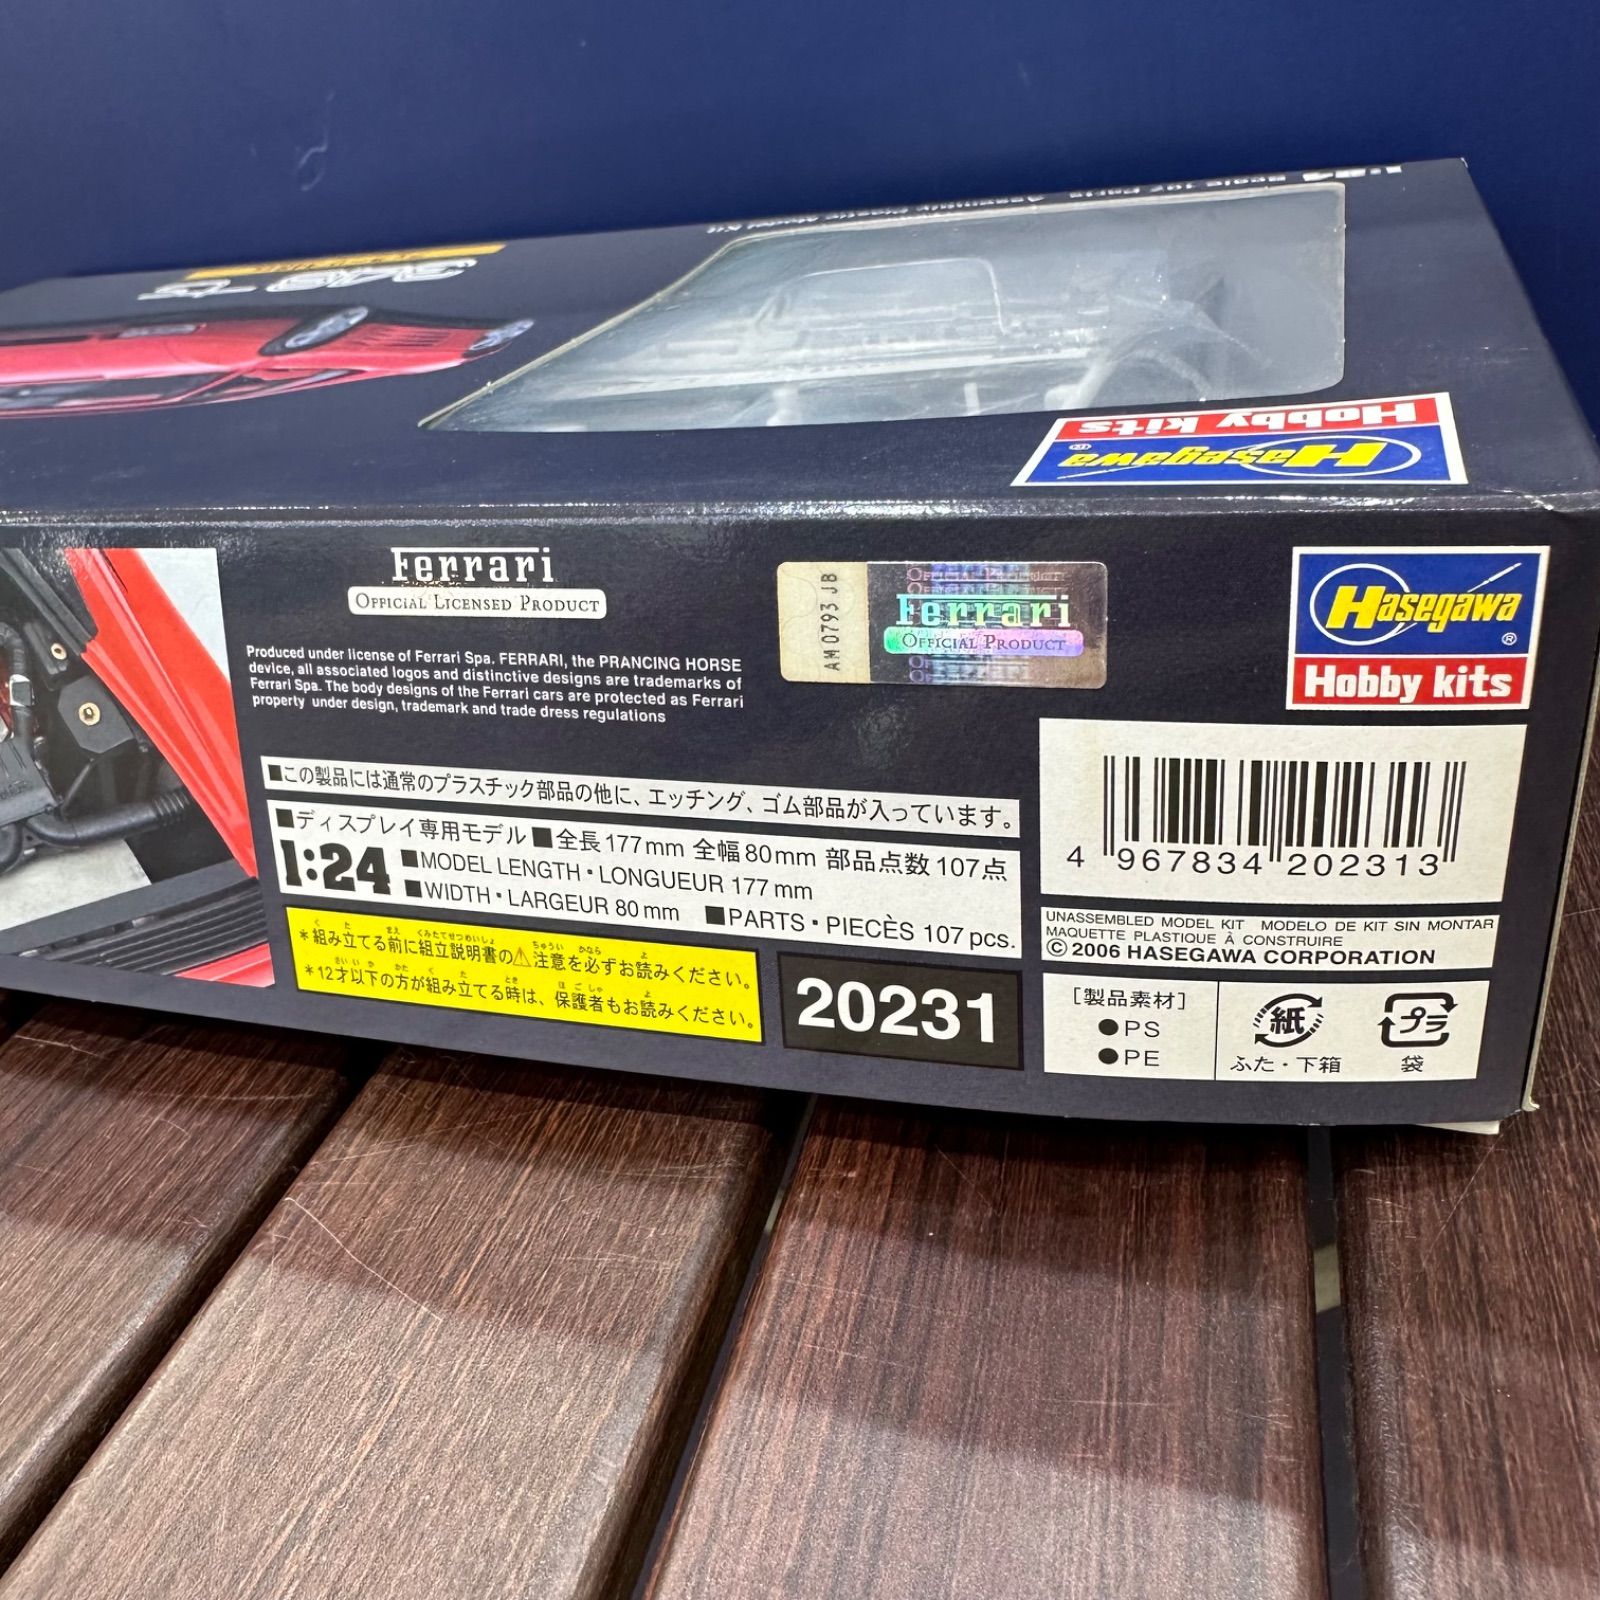 348 ts
Hasegawa®
Hobby kits
Ferrari
OFFICIAL LICENSED PRODUCT
Produced under license of Ferrari Spa. FERRARI, the PRANCING HORSE
device, all associated logos and distinctive designs are trademarks of
Ferrari Spa. The body designs of the Ferrari cars are protected as Ferrari
property under design, trademark and trade dress regulations
AM 0793 JB
Ferrari
OFFICIAL PRODUCT
Hasegawa®
Hobby kits
■この製品には通常のプラスチック部品の他に、エッチング、ゴム部品が入っています。
■ディスプレイ専用モデル ■全長177mm 全幅80mm 部品点数107点
1:24
■MODEL LENGTH・LONGUEUR 177 mm
■WIDTH・LARGEUR 80 mm ■PARTS・PIECÈS 107 pcs.
*組み立てる前に組立説明書の⚠注意を必ずお読みください。
*12才以下の方が組み立てる時は、保護者もお読みください。
20231
4 967834 202313
UNASSEMBLED MODEL KIT MODELO DE KIT SIN MONTAR
MAQUETTE PLASTIQUE À CONSTRUIRE
© 2006 HASEGAWA CORPORATION
[製品素材]
●PS
●PE
紙
ふた・下箱
プラ
袋